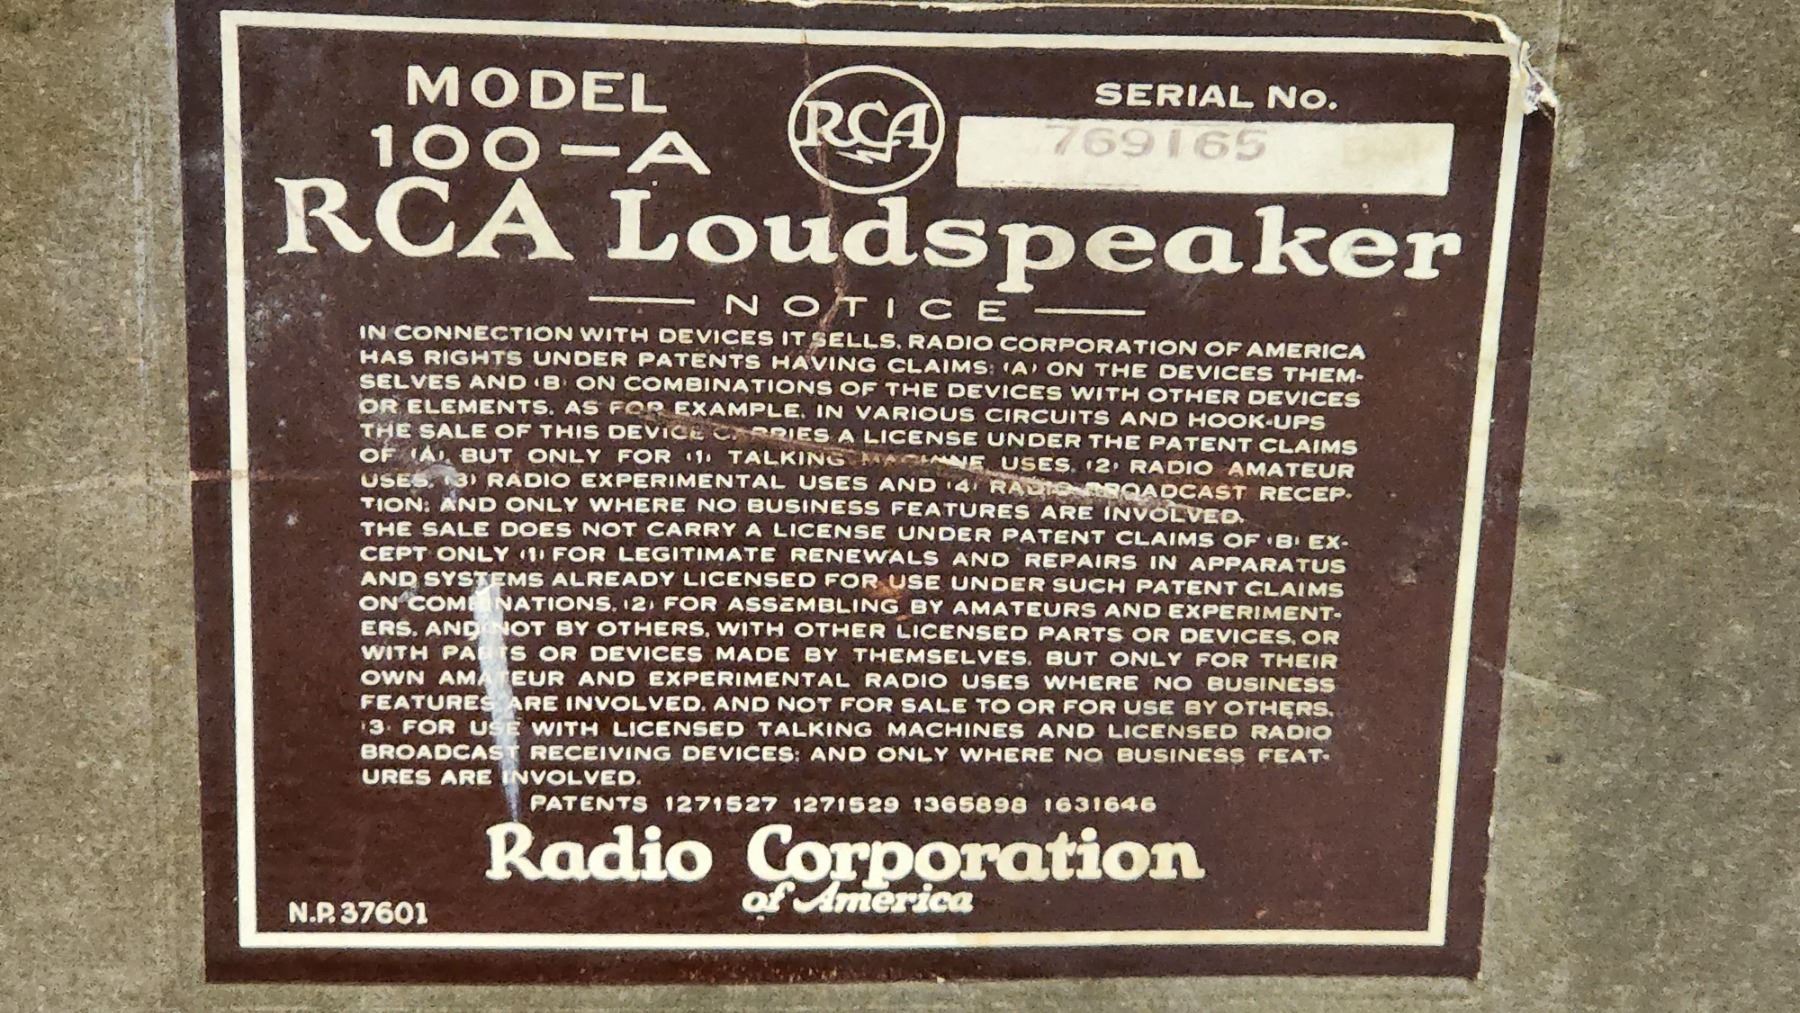 MODEL
100-A
RCA
SERIAL No.
769165
RCA Loudspeaker
NOTICE
IN CONNECTION WITH DEVICES IT SELLS, RADIO CORPORATION OF AMERICA
HAS RIGHTS UNDER PATENTS HAVING CLAIMS: (A) ON THE DEVICES THEM-
SELVES AND (B) ON COMBINATIONS OF THE DEVICES WITH OTHER DEVICES
OR ELEMENTS, AS FOR EXAMPLE, IN VARIOUS CIRCUITS AND HOOK-UPS
THE SALE OF THIS DEVICE CARRIES A LICENSE UNDER THE PATENT CLAIMS
OF (A), BUT ONLY FOR (1) TALKING MACHINE USES, (2) RADIO AMATEUR
USES, (3) RADIO EXPERIMENTAL USES AND (4) RADIO BROADCAST RECEP-
TION; AND ONLY WHERE NO BUSINESS FEATURES ARE INVOLVED.
THE SALE DOES NOT CARRY A LICENSE UNDER PATENT CLAIMS OF (B) EX-
CEPT ONLY (1) FOR LEGITIMATE RENEWALS AND REPAIRS IN APPARATUS
AND SYSTEMS ALREADY LICENSED FOR USE UNDER SUCH PATENT CLAIMS
ON COMBINATIONS, (2) FOR ASSEMBLING BY AMATEURS AND EXPERIMENT-
ERS, AND NOT BY OTHERS, WITH OTHER LICENSED PARTS OR DEVICES, OR
WITH PARTS OR DEVICES MADE BY THEMSELVES, BUT ONLY FOR THEIR
OWN AMATEUR AND EXPERIMENTAL RADIO USES WHERE NO BUSINESS
FEATURES ARE INVOLVED, AND NOT FOR SALE TO OR FOR USE BY OTHERS,
(3) FOR USE WITH LICENSED TALKING MACHINES AND LICENSED RADIO
BROADCAST RECEIVING DEVICES; AND ONLY WHERE NO BUSINESS FEAT-
URES ARE INVOLVED.
PATENTS 1271527 1271529 1365898 1631646
Radio Corporation
of America
N.P. 37601